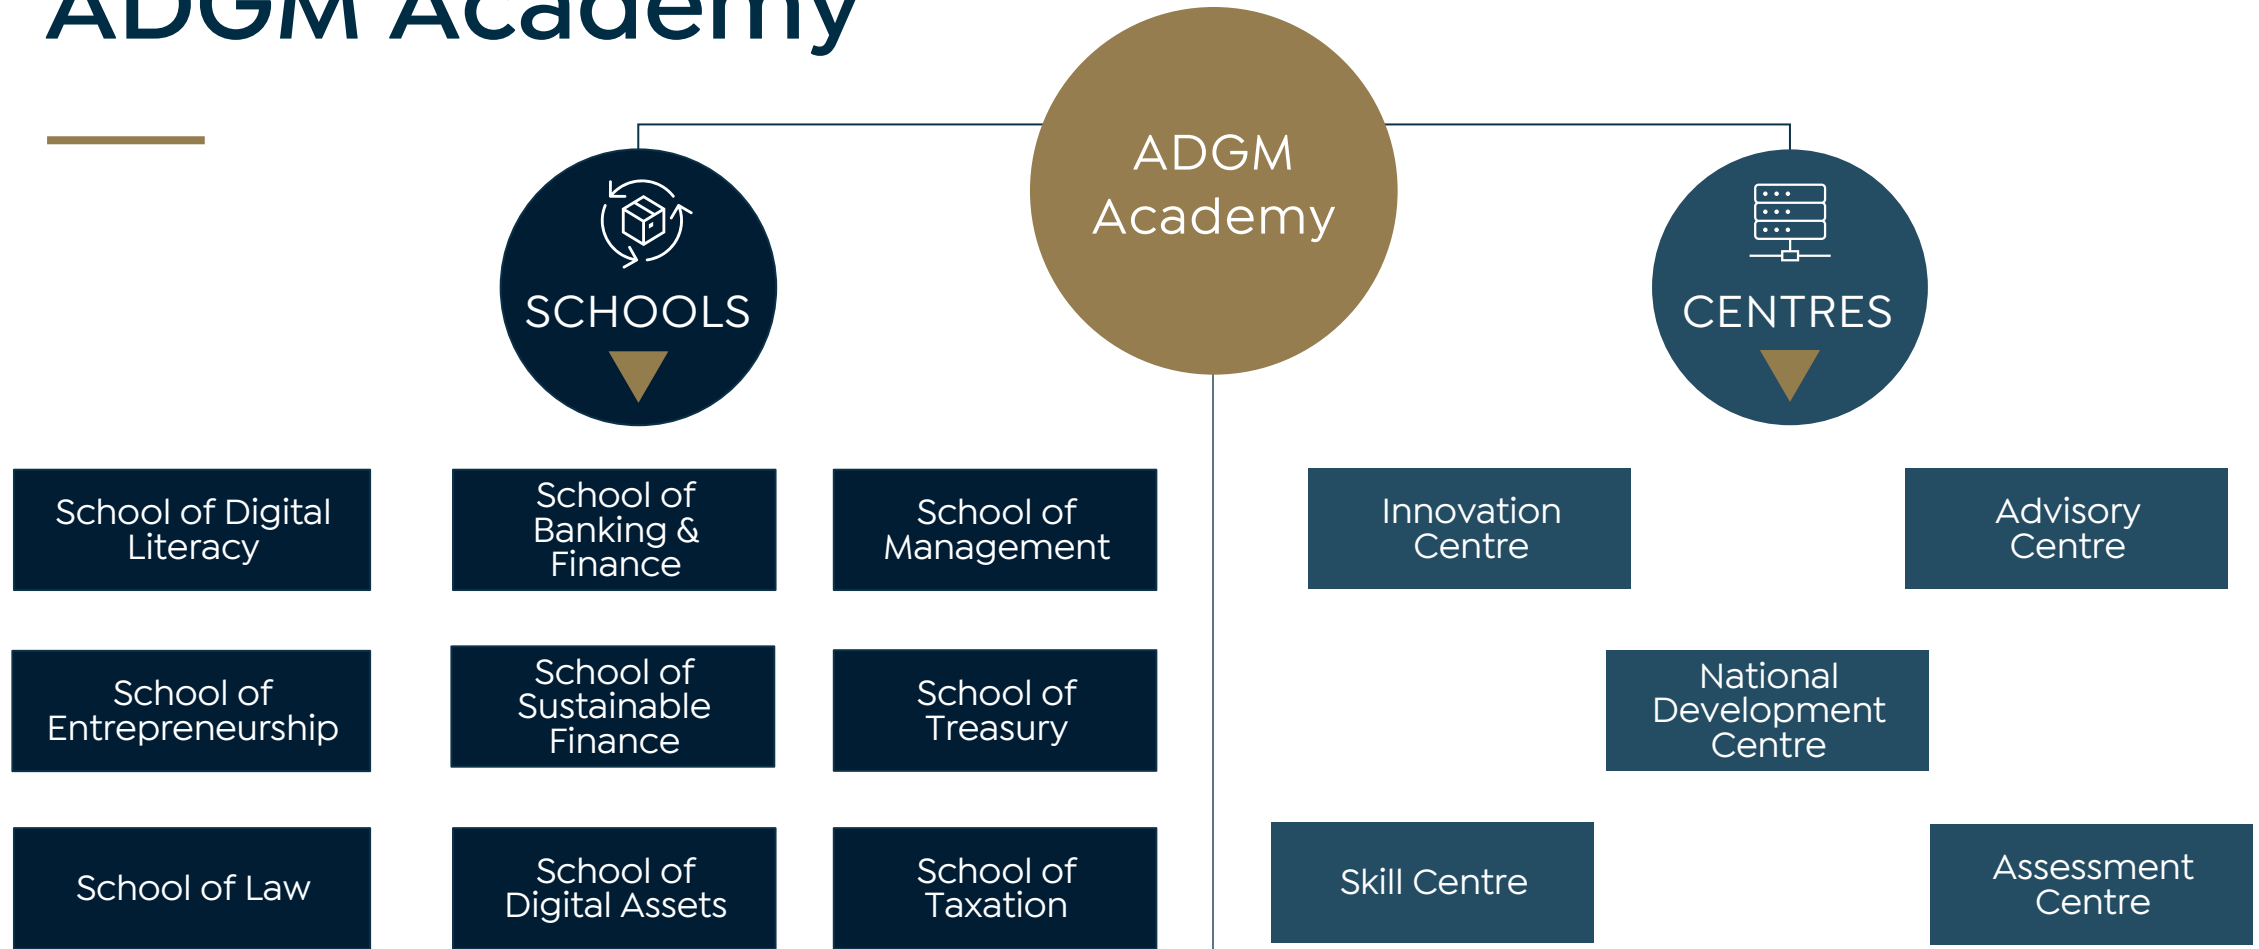 ADGM Academy
ADGM
Academy
SCHOOLS
CENTRES
School of Digital
Literacy
School of
Banking &
Finance
School of
Management
Innovation
Centre
Advisory
Centre
School of
Entrepreneurship
School of
Sustainable
Finance
School of
Treasury
National
Development
Centre
School of Law
School of
Digital Assets
School of
Taxation
Skill Centre
Assessment
Centre